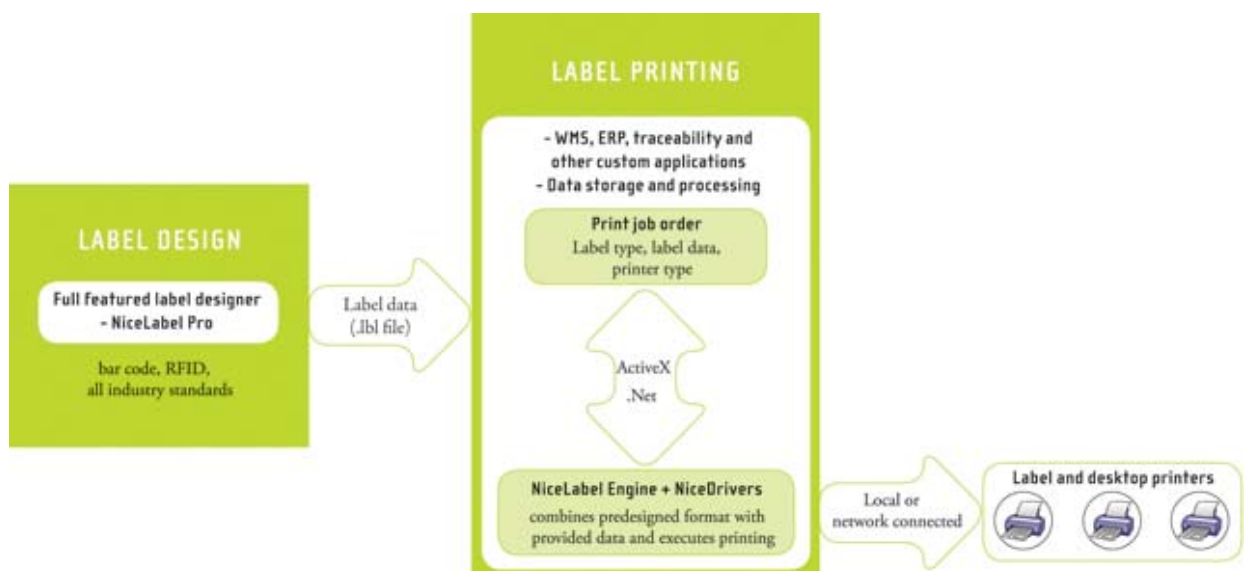 LABEL DESIGN
Full featured label designer
- NiceLabel Pro
bar code, RFID,
all industry standards
Label data
(.lbl file)
LABEL PRINTING
- WMS, ERP, traceability and
other custom applications
- Data storage and processing
Print job order
Label type, label data,
printer type
ActiveX
.Net
NiceLabel Engine + NiceDrivers
combines predesigned format with
provided data and executes printing
Local or
network connected
Label and desktop printers